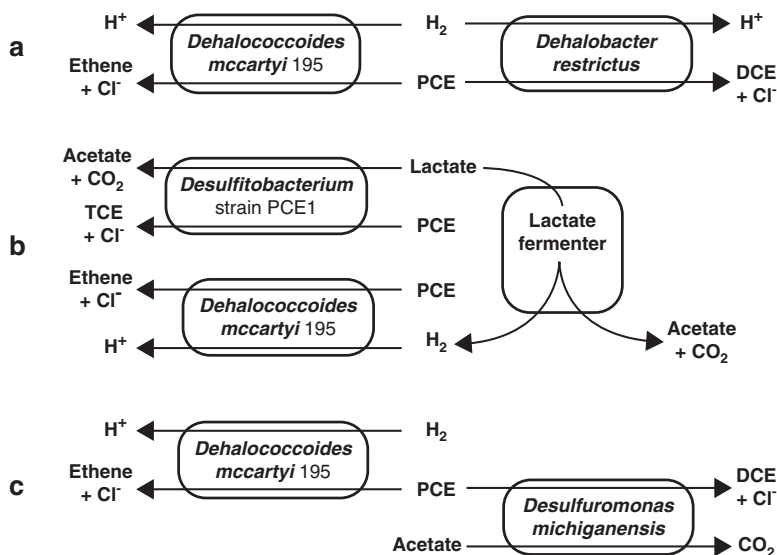 a
H⁺
Dehalococcoides
mccartyi 195
H₂
Dehalobacter
restrictus
H⁺
Ethene
+ Cl⁻
PCE
DCE
+ Cl⁻
b
Acetate
+ CO₂
Desulfitobacterium
strain PCE1
Lactate
TCE
+ Cl⁻
PCE
Lactate
fermenter
Ethene
+ Cl⁻
Dehalococcoides
mccartyi 195
PCE
H⁺
H₂
Acetate
+ CO₂
c
H⁺
Dehalococcoides
mccartyi 195
H₂
Ethene
+ Cl⁻
PCE
Desulfuromonas
michiganensis
DCE
+ Cl⁻
Acetate
CO₂